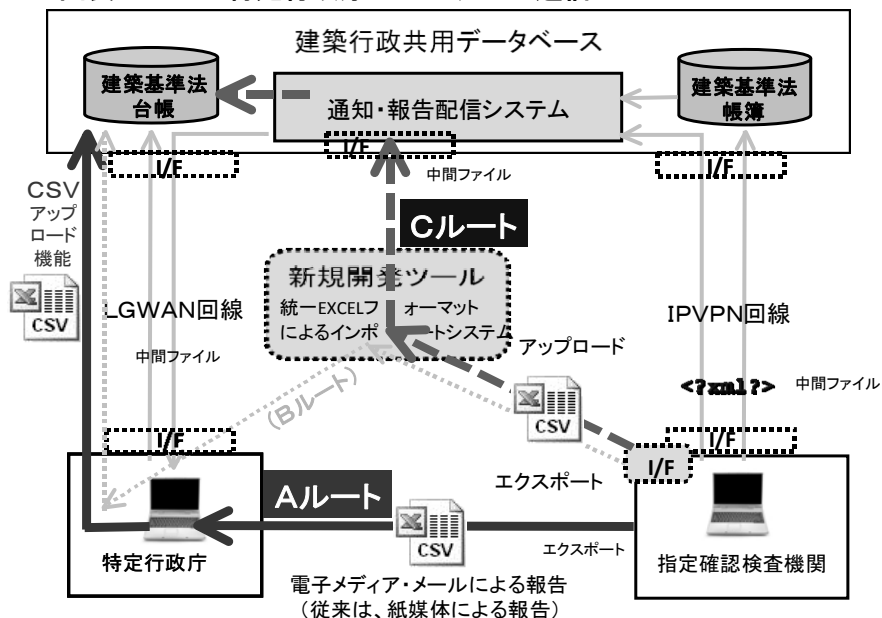 建築行政共用データベース
建築基準法
台帳
通知・報告配信システム
建築基準法
帳簿
I/F
I/F
I/F
中間ファイル
CSV
アップ
ロード
機能
CSV
Cルート
新規開発ツール
統一EXELフ ォーマット
によるインポ ートシステム
LGWAN回線
中間ファイル
IPVPN回線
アップロード
<?xml?>
中間ファイル
(Bルート)
CSV
I/F
I/F
I/F
エクスポート
Aルート
CSV
エクスポート
特定行政庁
指定確認検査機関
電子メディア・メールによる報告
(従来は、紙媒体による報告)